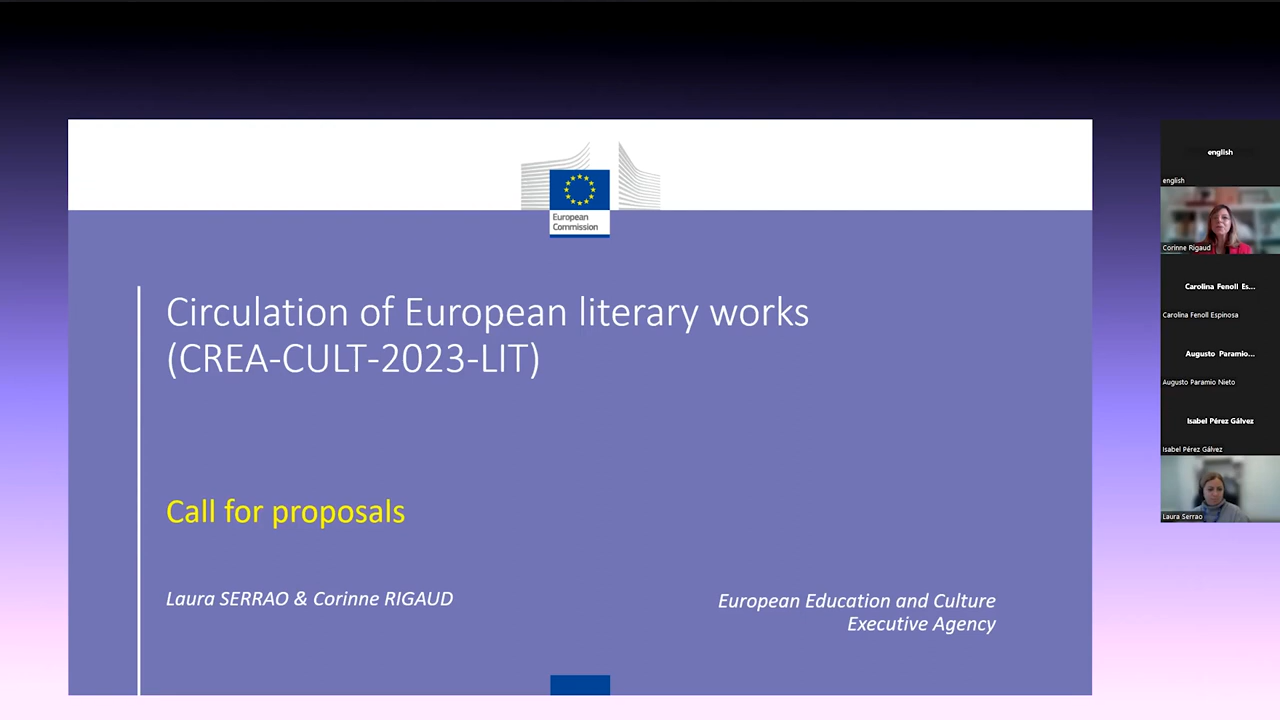 European
Commission
Circulation of European literary works
(CREA-CULT-2023-LIT)
Call for proposals
Laura SERRAO & Corinne RIGAUD
European Education and Culture
Executive Agency
english
english
Corinne Rigaud
Carolina Fenoll Es...
Carolina Fenoll Espinosa
Augusto Paramio...
Augusto Paramio Nieto
Isabel Pérez Gálvez
Isabel Pérez Gálvez
Laura Serrao